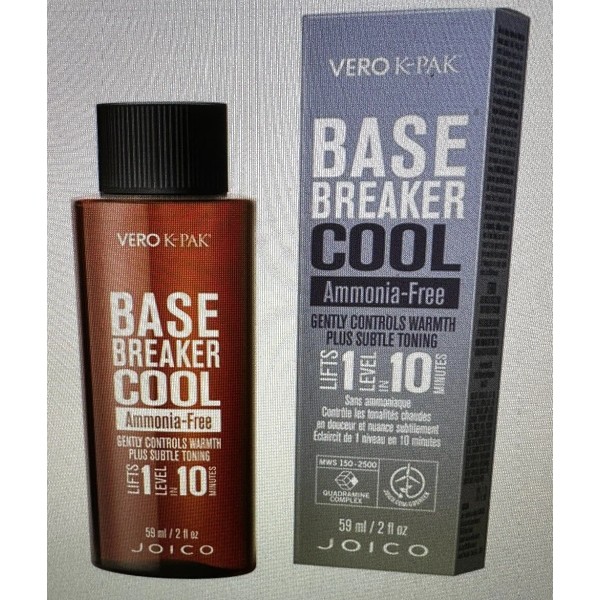 VERO K-PAK®
BASE
BREAKER
COOL
Ammonia-Free
GENTLY CONTROLS WARMTH
PLUS SUBTLE TONING
LIFTS 1 LEVEL IN 10 MINUTES
59 ml / 2 fl oz
JOICO
VERO K-PAK
BASE
BREAKER
COOL
Ammonia-Free
GENTLY CONTROLS WARMTH
PLUS SUBTLE TONING
LIFTS 1 LEVEL IN 10 MINUTES
Sans ammoniaque
Contrôle les tonalités chaudes
en douceur et nuance subtilement
Éclaircit de 1 niveau en 10 minutes
MWS 150-2500
QUADRAMINE
COMPLEX
59 ml / 2 fl oz
JOICO